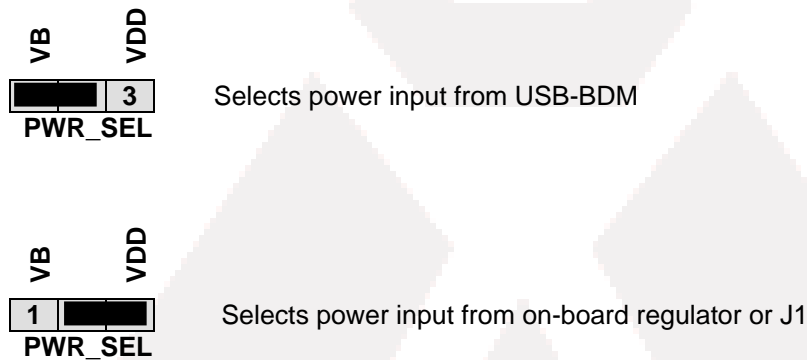 VB VDD
3 Selects power input from USB-BDM
PWR_SEL
VB VDD
1 Selects power input from on-board regulator or J1
PWR_SEL